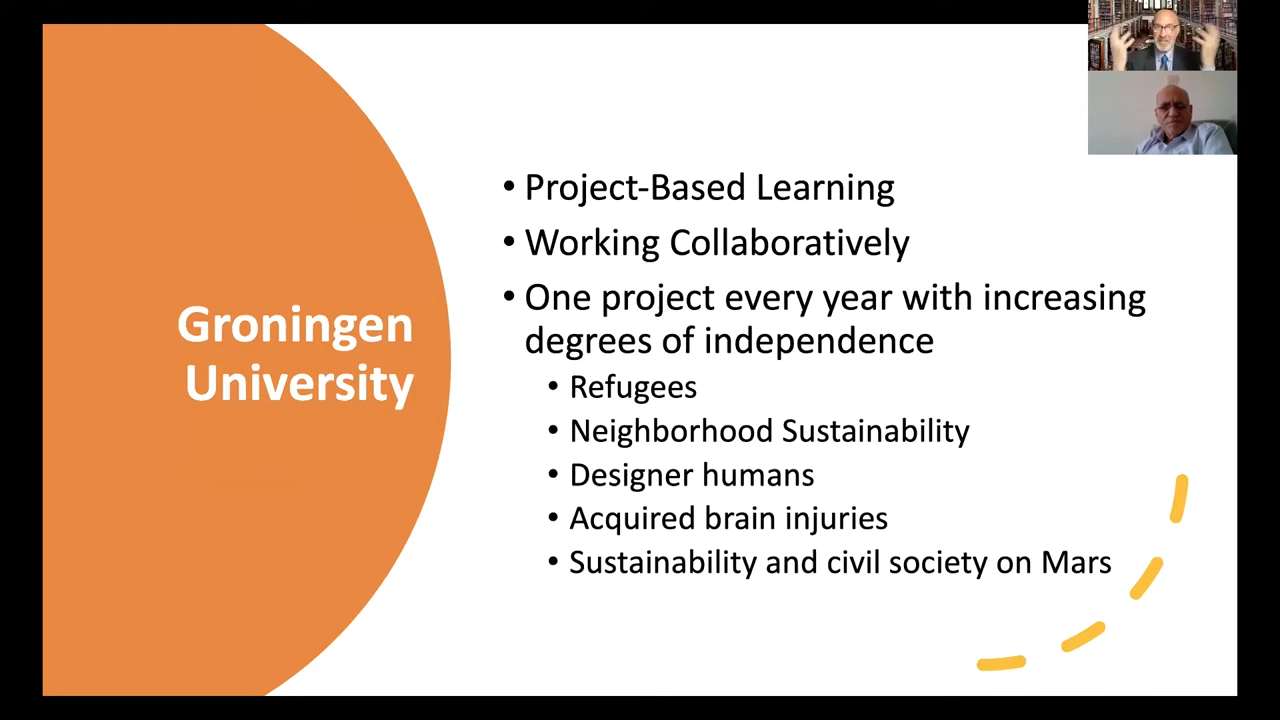 Groningen
University
• Project-Based Learning
• Working Collaboratively
• One project every year with increasing
degrees of independence
• Refugees
• Neighborhood Sustainability
• Designer humans
• Acquired brain injuries
• Sustainability and civil society on Mars